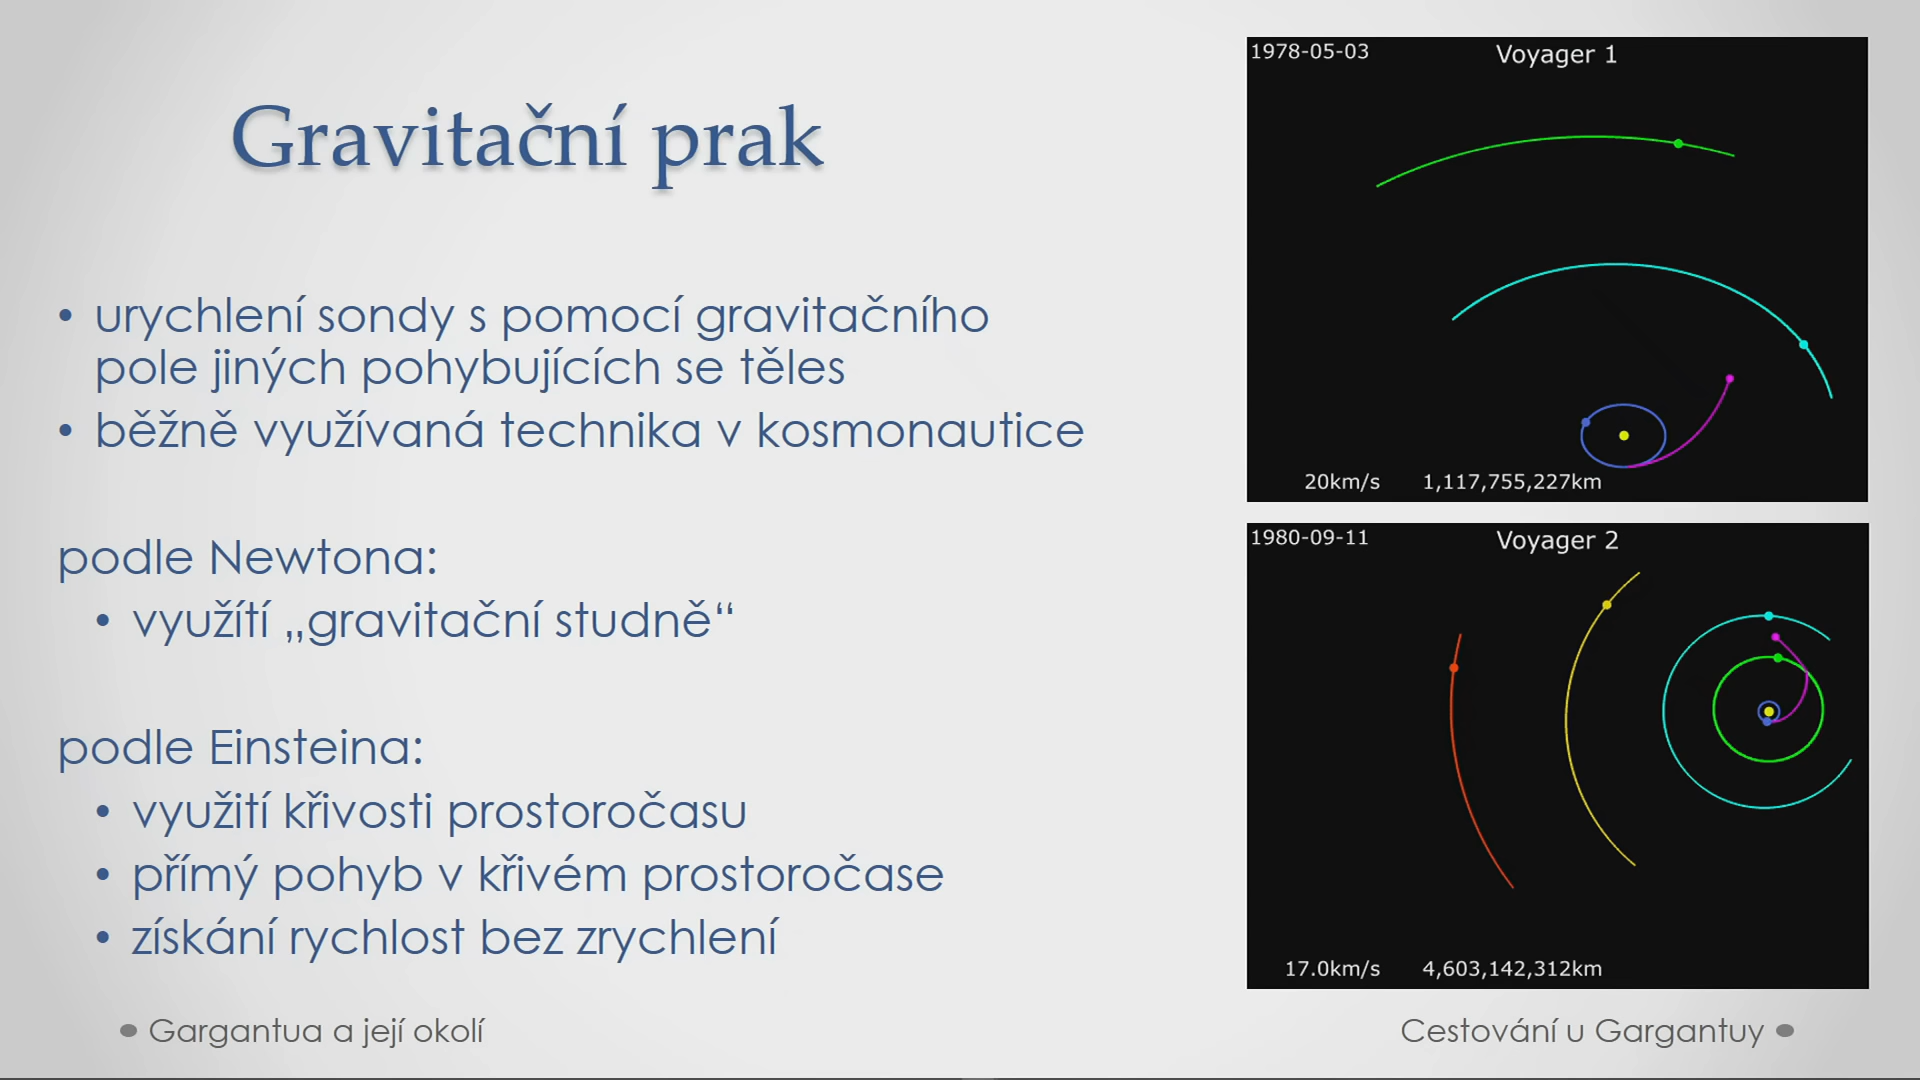 Gravitační prak
• urychlení sondy s pomocí gravitačního
pole jiných pohybujících se těles
• běžně využívaná technika v kosmonautice
podle Newtona:
• využítí „gravitační studně“
podle Einsteina:
• využití křivosti prostoročasu
• přímý pohyb v křivém prostoročase
• získání rychlost bez zrychlení
1978-05-03
Voyager 1
20km/s
1,117,755,227km
1980-09-11
Voyager 2
17.0km/s
4,603,142,312km
Gargantua a její okolí
Cestování u Gargantuy